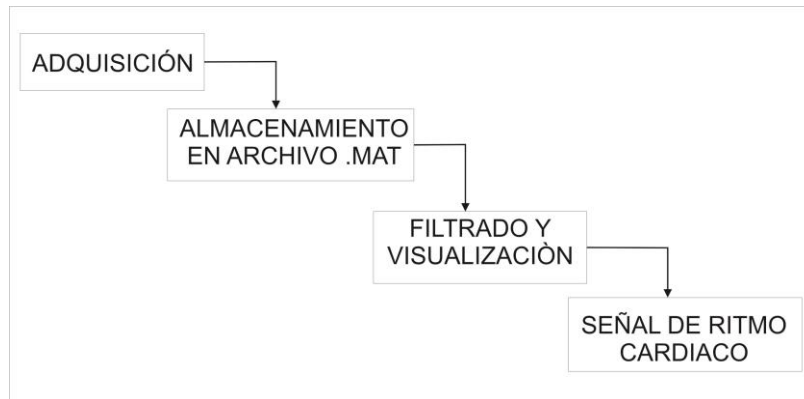 ADQUISICIÓN
ALMACENAMIENTO
EN ARCHIVO .MAT
FILTRADO Y
VISUALIZACIÒN
SEÑAL DE RITMO
CARDIACO